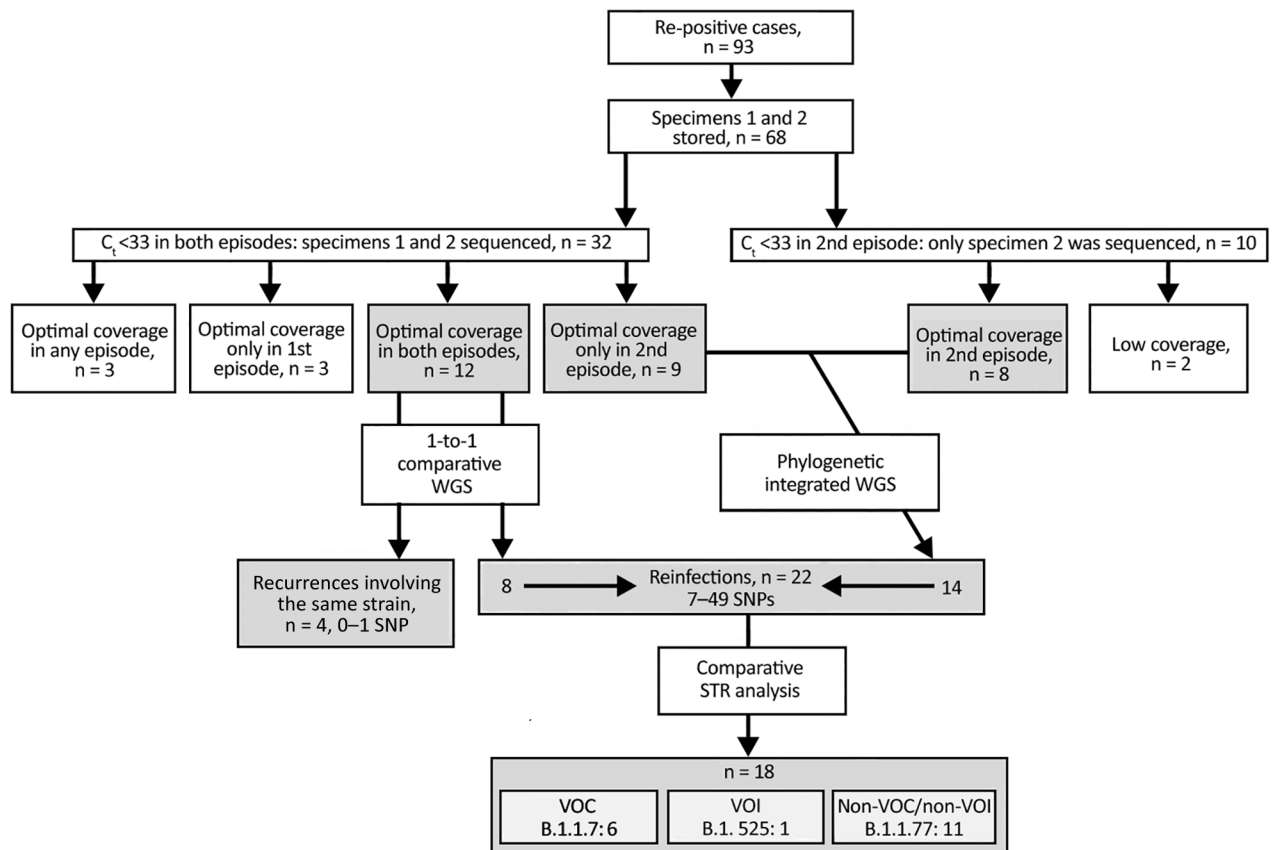 Re-positive cases,
n = 93
Specimens 1 and 2
stored, n = 68
Ct <33 in both episodes: specimens 1 and 2 sequenced, n = 32
Ct <33 in 2nd episode: only specimen 2 was sequenced, n = 10
Optimal coverage
in any episode,
n = 3
Optimal coverage
only in 1st
episode, n = 3
Optimal coverage
in both episodes,
n = 12
Optimal coverage
only in 2nd
episode, n = 9
Optimal coverage
in 2nd episode,
n = 8
Low coverage,
n = 2
1-to-1
comparative
WGS
Phylogenetic
integrated WGS
Recurrences involving
the same strain,
n = 4, 0–1 SNP
8
Reinfections, n = 22
7–49 SNPs
14
Comparative
STR analysis
n = 18
VOC
B.1.1.7: 6
VOI
B.1. 525: 1
Non-VOC/non-VOI
B.1.1.77: 11